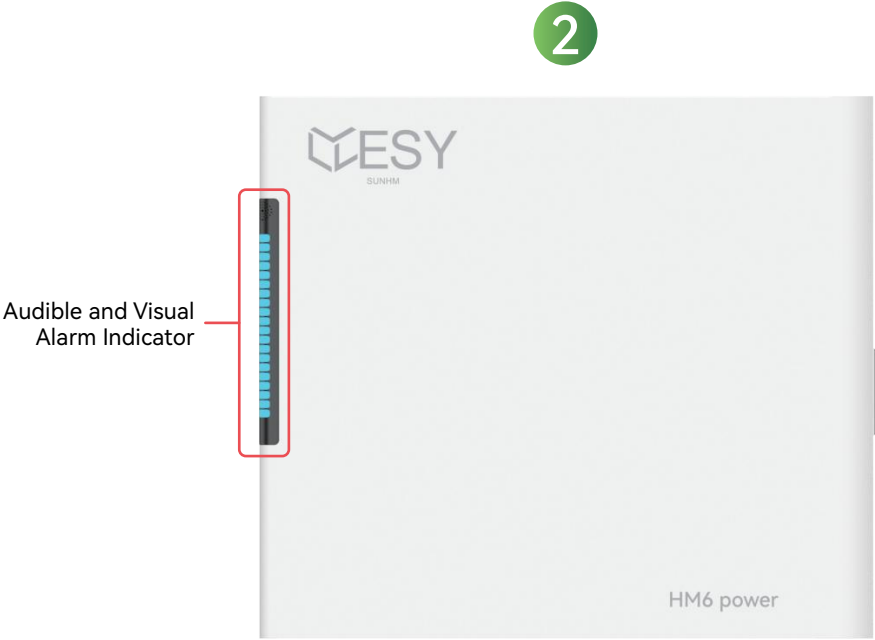 2
ESY
SUNHM
Audible and Visual
Alarm Indicator
HM6 power